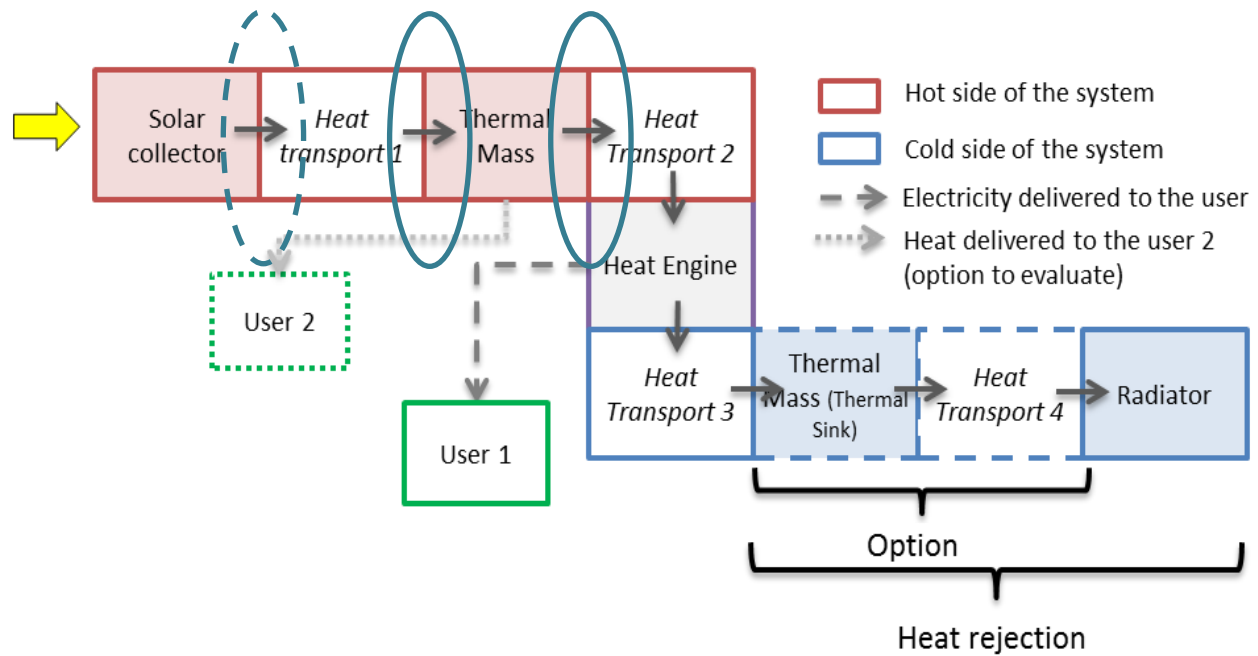 Solar
collector
Heat
transport 1
Thermal
Mass
Heat
Transport 2
Hot side of the system
Cold side of the system
Electricity delivered to the user
Heat delivered to the user 2
(option to evaluate)
Heat Engine
User 2
User 1
Heat
Transport 3
Thermal
Mass (Thermal
Sink)
Heat
Transport 4
Radiator
Option
Heat rejection